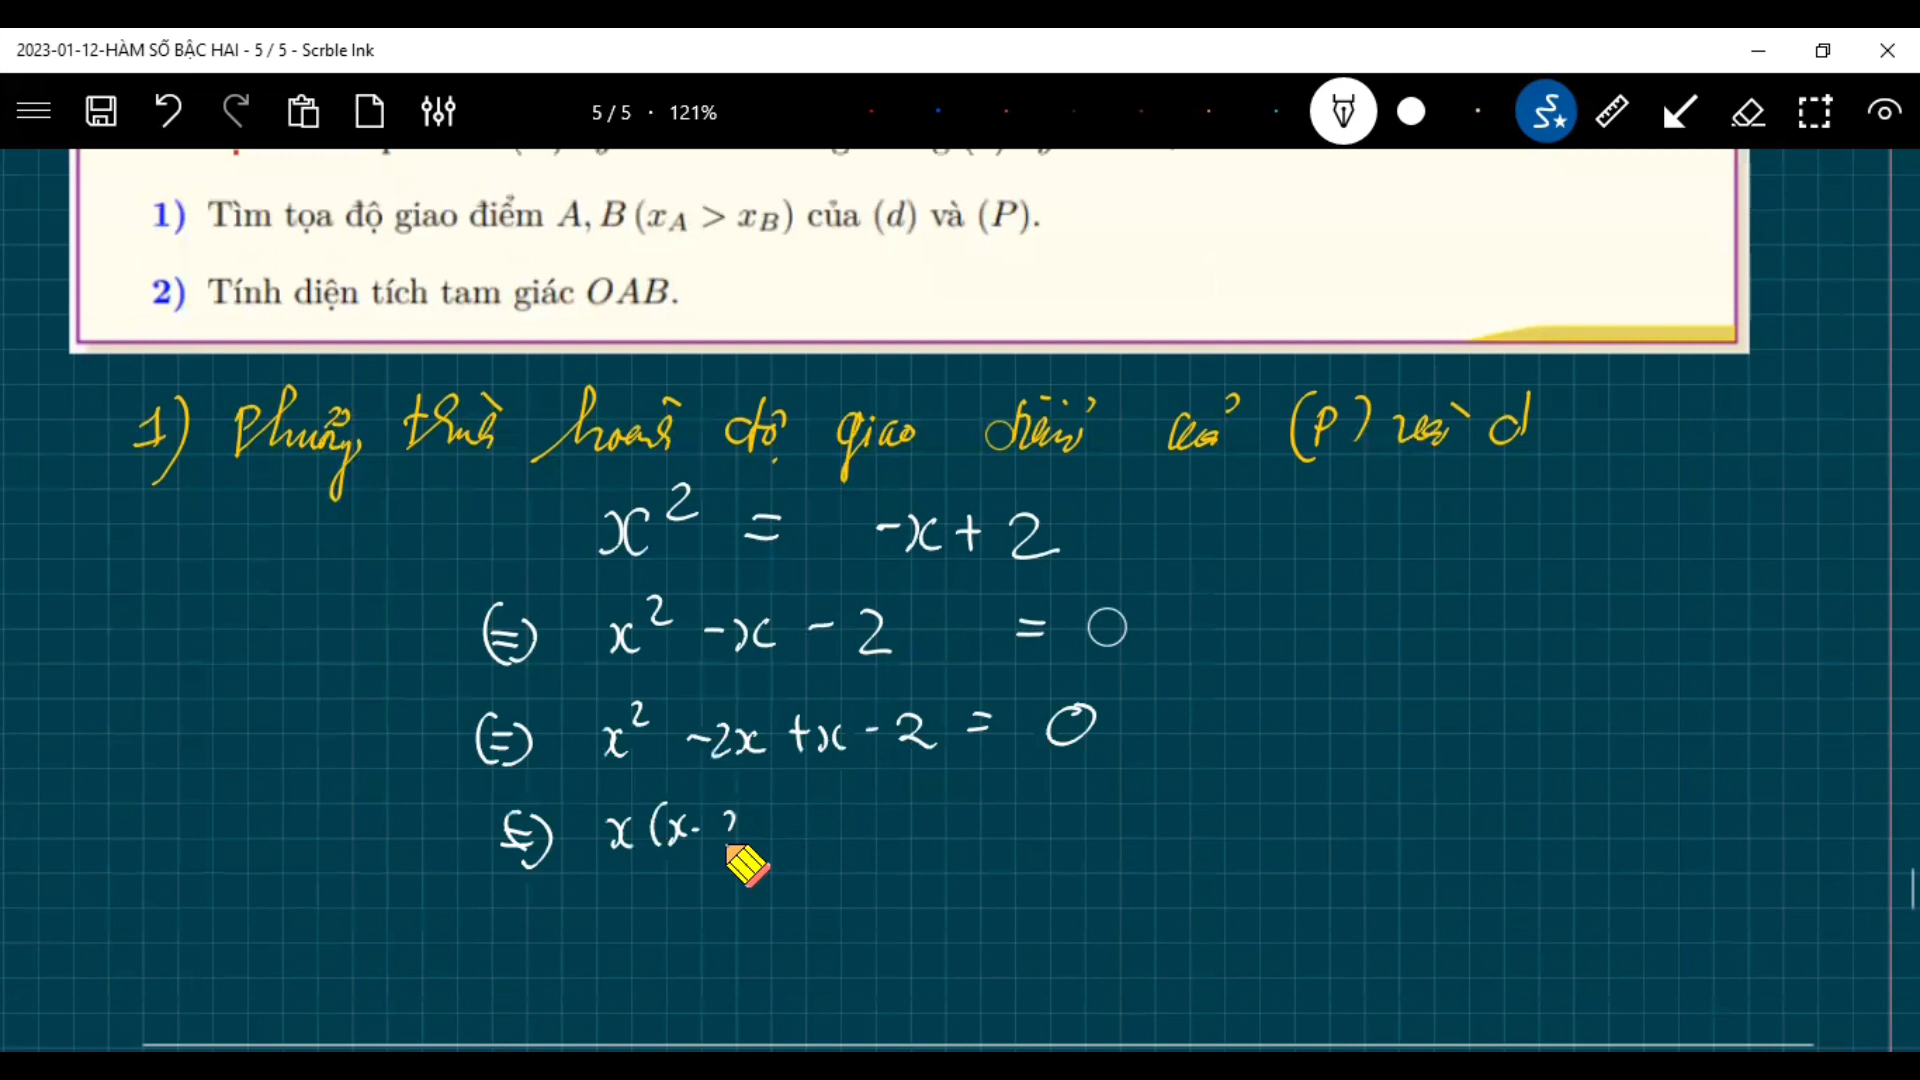 2023-01-12-HÀM SỐ BẬC HAI - 5 / 5 - Scrble Ink
5 / 5 · 121%
1) Tìm tọa độ giao điểm A, B (x_A > x_B) của (d) và (P).
2) Tính diện tích tam giác OAB.
1) Phương trình hoành độ giao điểm của (P) và d
x² = -x + 2
(=) x² - x - 2 = 0
(=) x² - 2x + x - 2 = 0
(=) x (x -